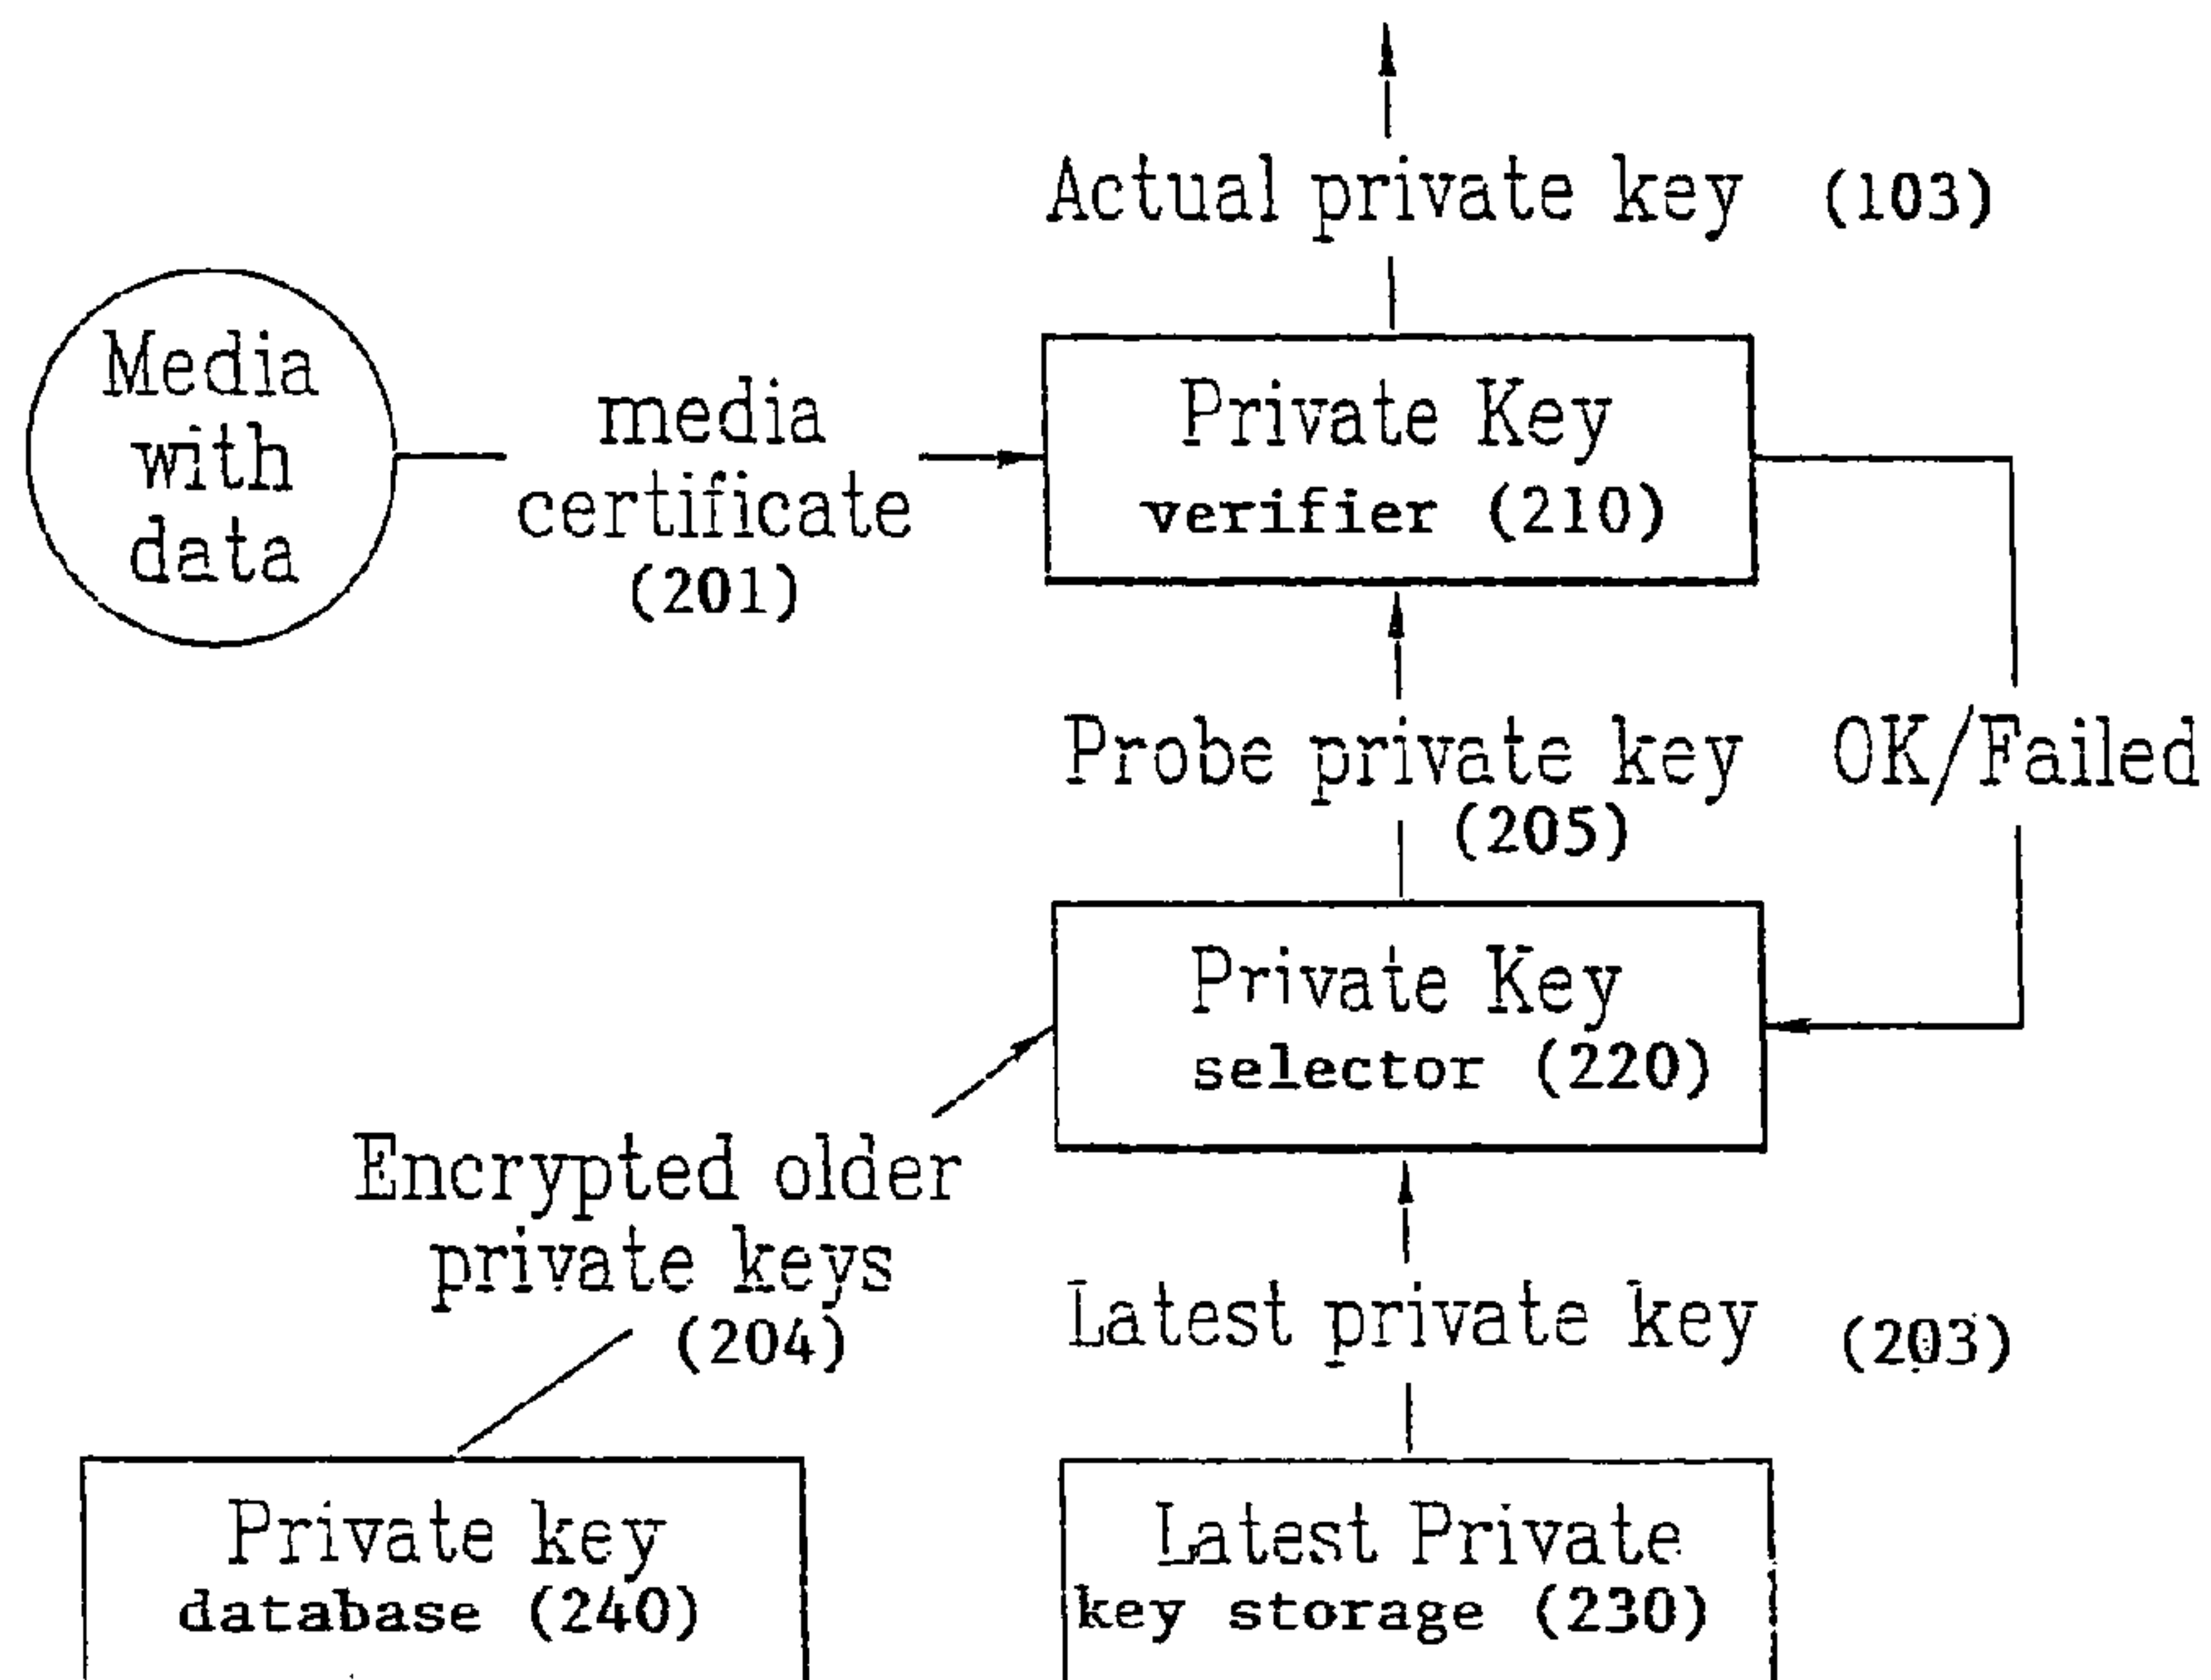 Actual private key (103)
Media
with
data
media
certificate
(201)
Private Key
verifier (210)
Probe private key
(205)
OK/Failed
Private Key
selector (220)
Encrypted older
private keys
(204)
Latest private key (203)
Private key
database (240)
Latest Private
key storage (230)